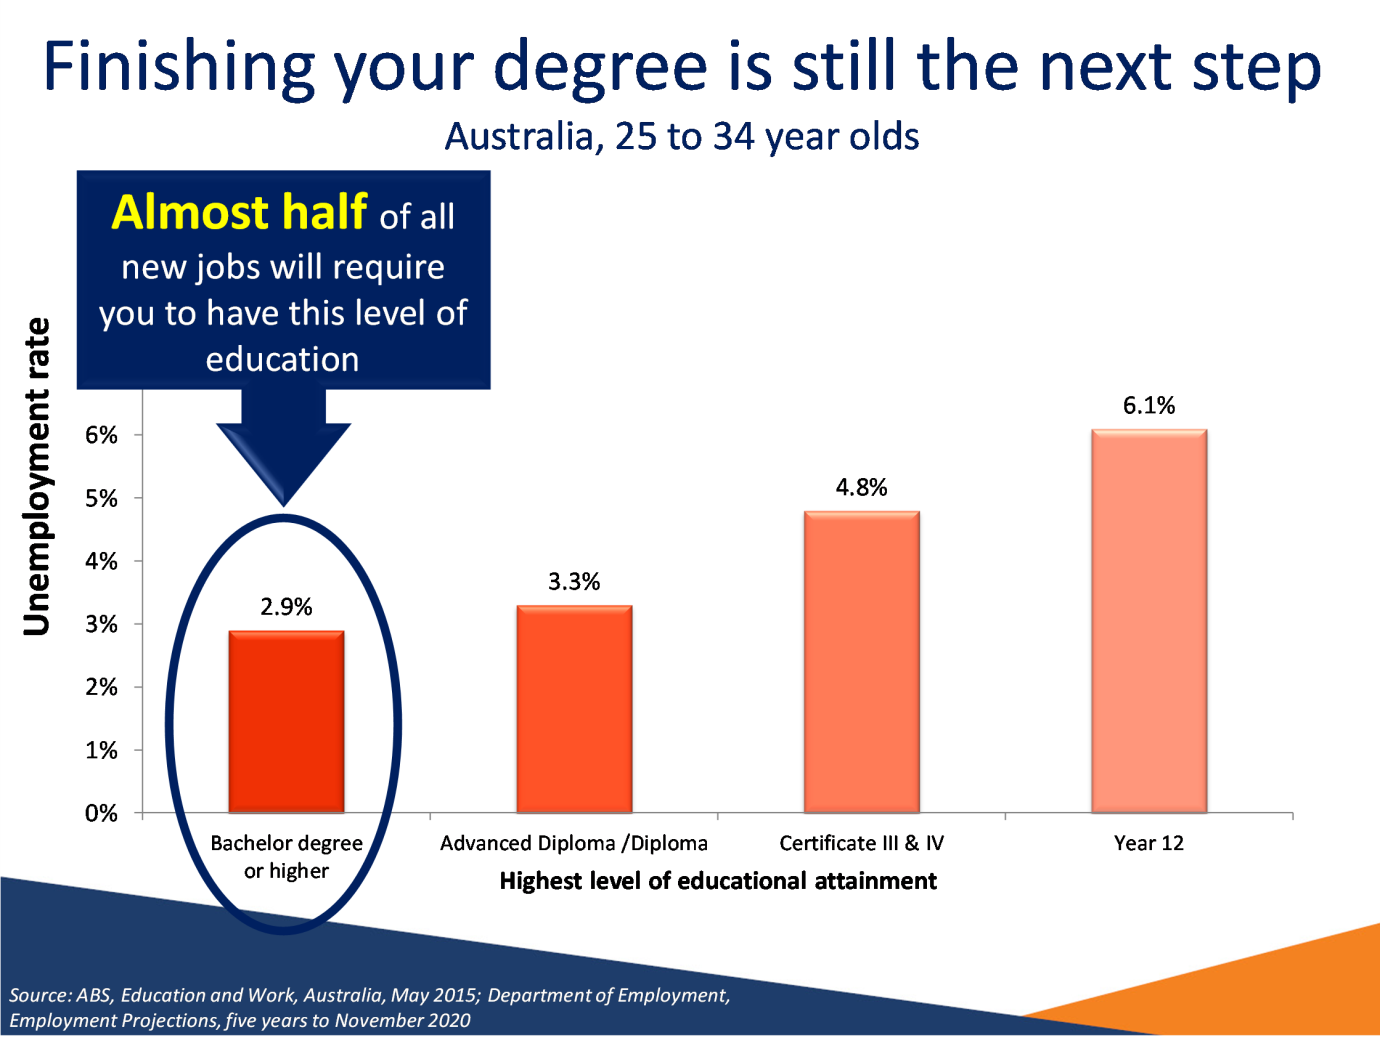 Finishing your degree is still the next step
Australia, 25 to 34 year olds
Almost half of all
new jobs will require
you to have this level of
education
Unemployment rate
6%
5%
4%
3%
2%
1%
0%
2.9%
3.3%
4.8%
6.1%
Bachelor degree
or higher
Advanced Diploma /Diploma
Certificate III & IV
Year 12
Highest level of educational attainment
Source: ABS, Education and Work, Australia, May 2015; Department of Employment,
Employment Projections, five years to November 2020